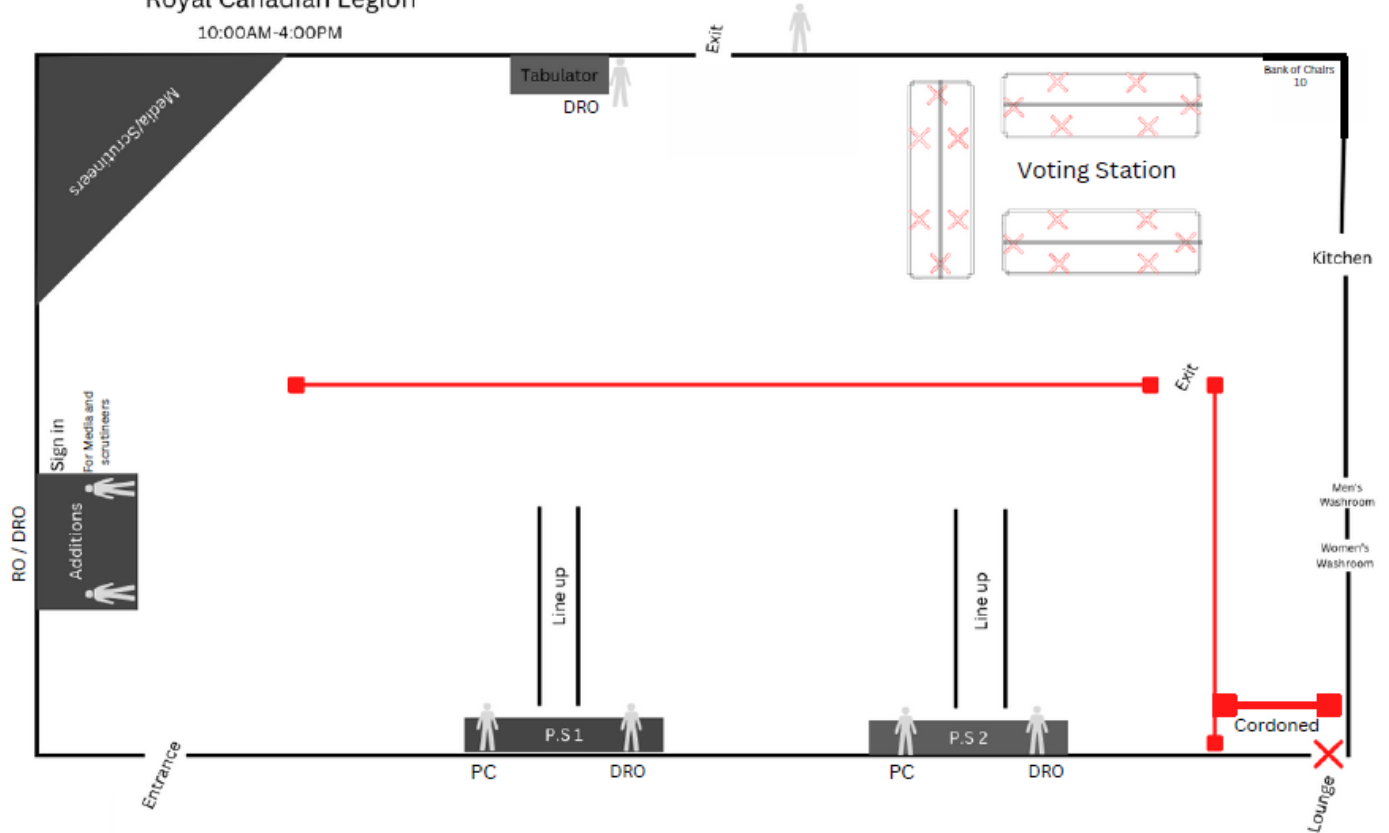 Royal Canadian Legion
10:00AM-4:00PM
Exit
Tabulator
DRO
Media/Scrutineers
Bank of Chairs
10
Voting Station
Kitchen
Exit
Sign in
For Media and
scrutineers
Additions
RO / DRO
Men's
Washroom
Women's
Washroom
Line up
Line up
P.S 1
P.S 2
Cordoned
PC
DRO
PC
DRO
Entrance
Lounge